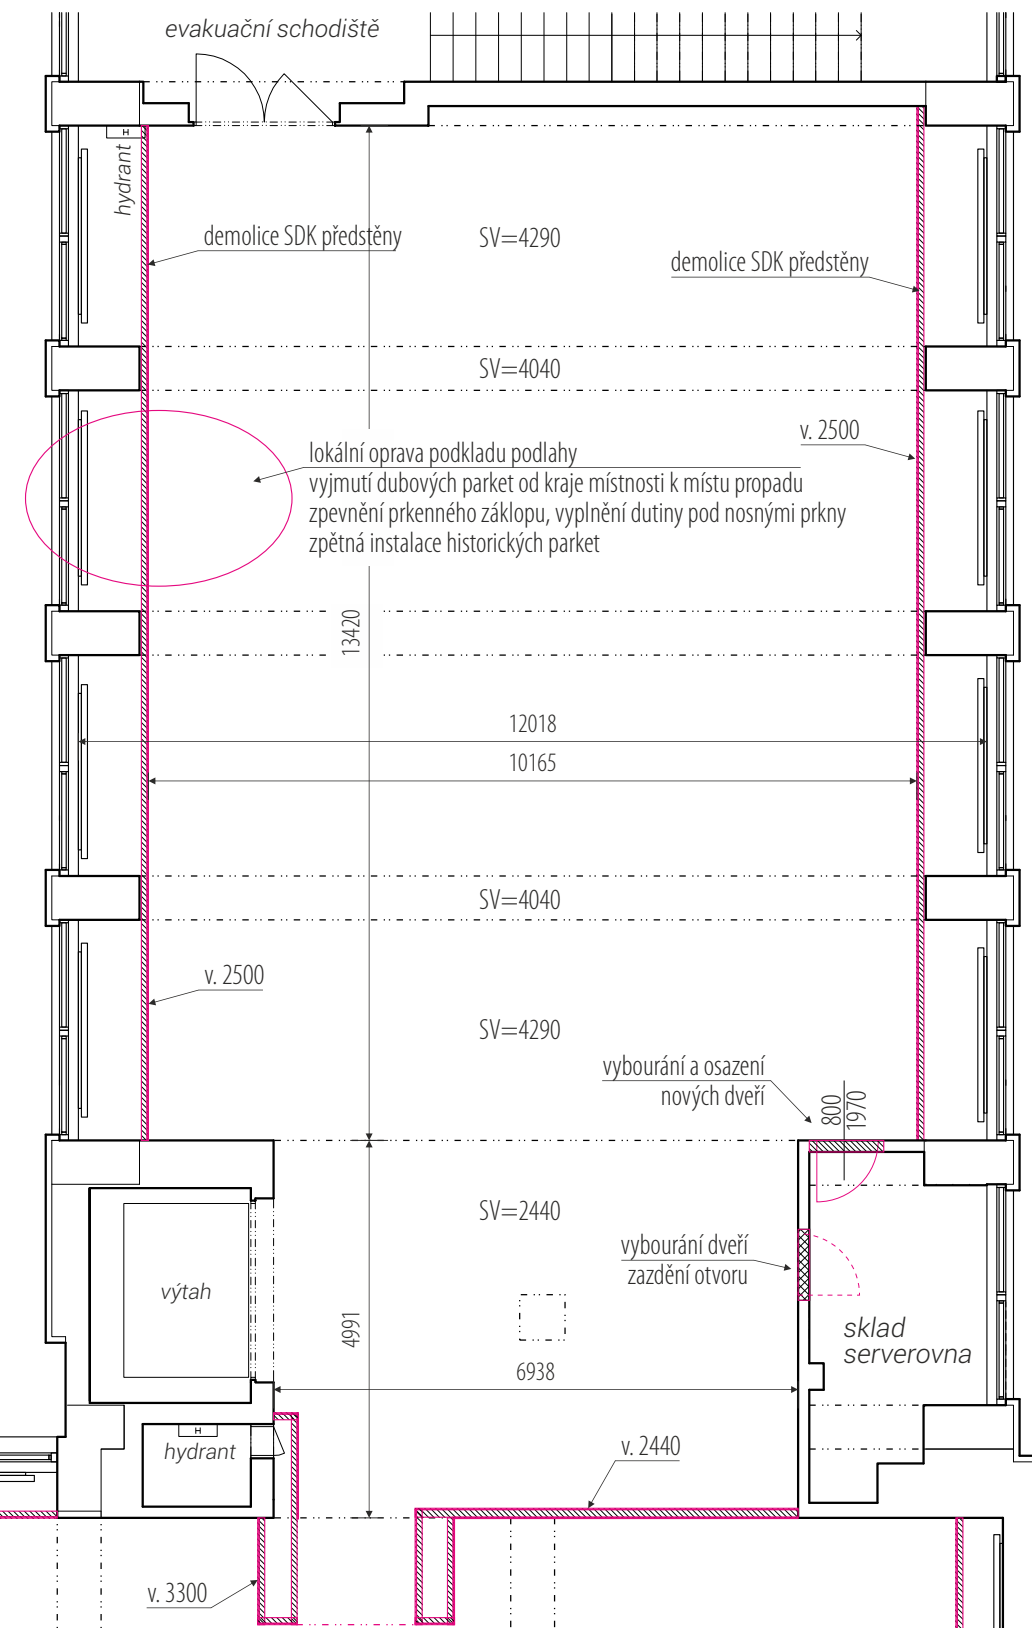 evakuační schodiště
H
hydrant
demolice SDK předstěny
SV=4290
demolice SDK předstěny
SV=4040
v. 2500
lokální oprava podkladu podlahy
vyjmutí dubových parket od kraje místnosti k místu propadu
zpevnění prkenného záklopu, vyplnění dutiny pod nosnými prkny
zpětná instalace historických parket
13420
12018
10165
SV=4040
v. 2500
SV=4290
vybourání a osazení
nových dveří
800
1970
SV=2440
vybourání dveří
zazdění otvoru
výtah
4991
sklad
serverovna
6938
H
hydrant
v. 2440
v. 3300